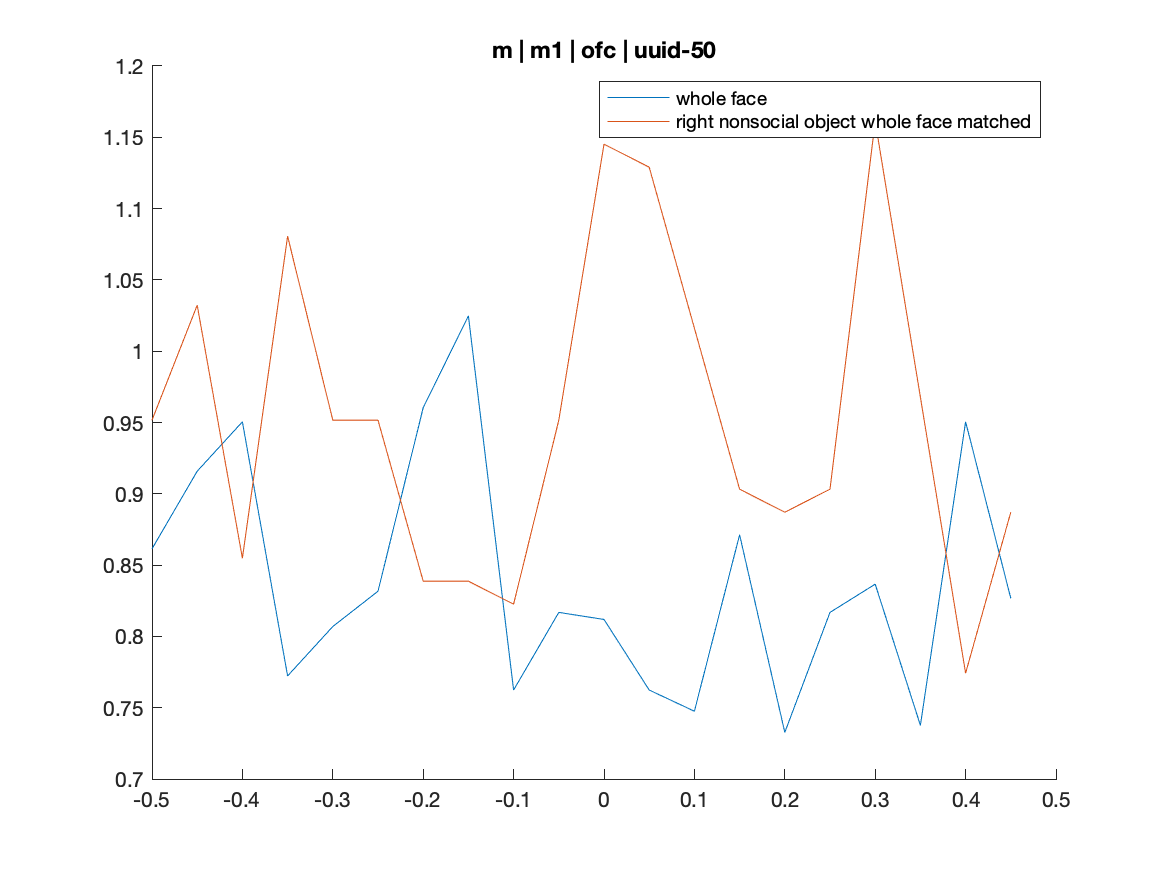 m | m1 | ofc | uuid-50
whole face
right nonsocial object whole face matched
1.2
1.15
1.1
1.05
1
0.95
0.9
0.85
0.8
0.75
0.7
-0.5 -0.4 -0.3 -0.2 -0.1 0 0.1 0.2 0.3 0.4 0.5